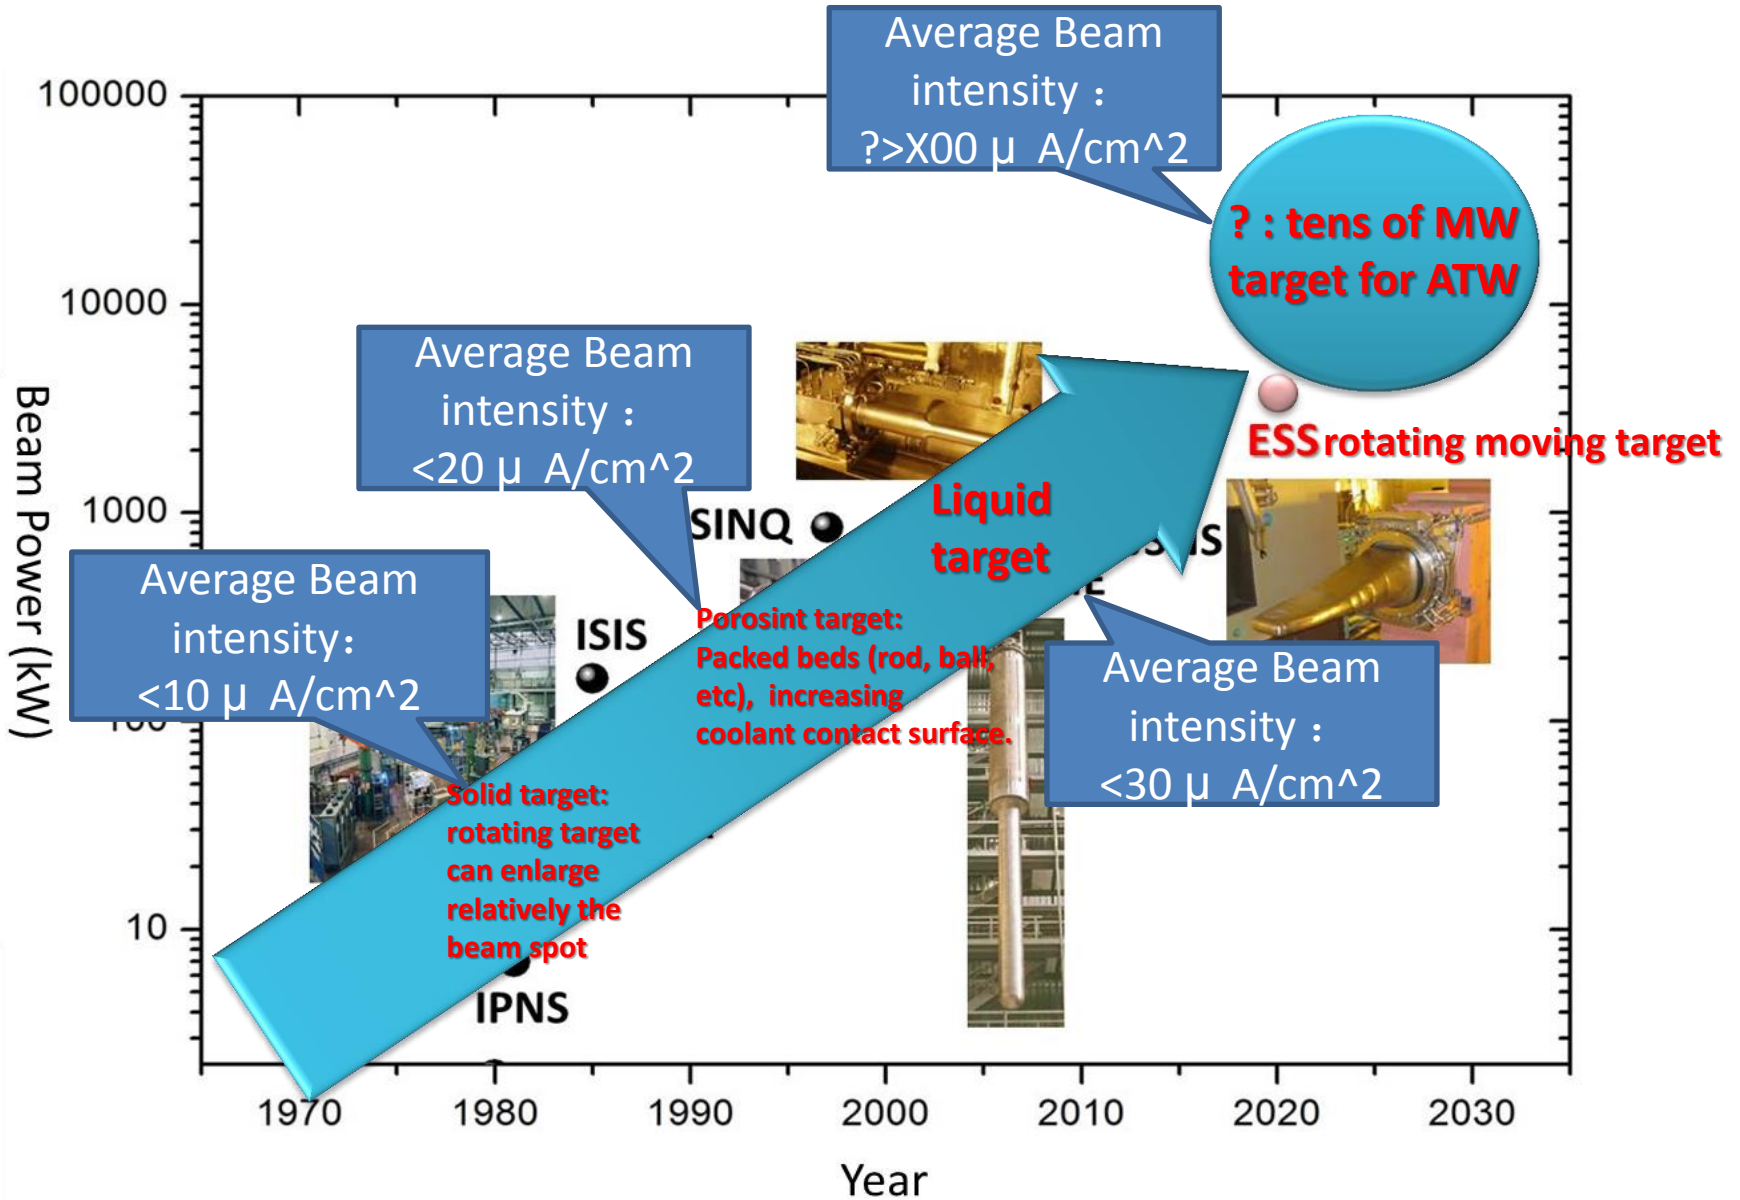 Average Beam
intensity：
?>X00 μ A/cm^2
100000
10000
1000
100
10
Beam Power (kW)
? : tens of MW
target for ATW
Average Beam
intensity：
<20 μ A/cm^2
ESS rotating moving target
SINQ
Liquid
target
IS
E
Average Beam
intensity：
<10 μ A/cm^2
ISIS
Porosint target:
Packed beds (rod, ball,
etc), increasing
coolant contact surface.
Average Beam
intensity：
<30 μ A/cm^2
Solid target:
rotating target
can enlarge
relatively the
beam spot
IPNS
1970 1980 1990 2000 2010 2020 2030
Year